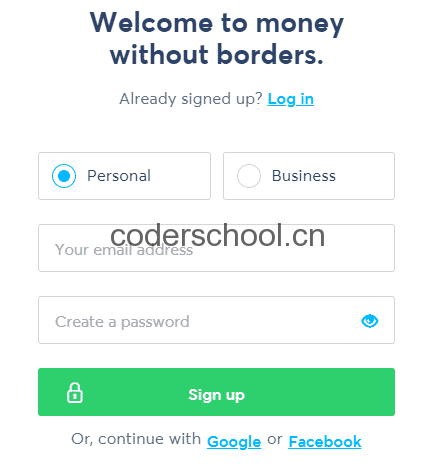 Welcome to money
without borders.
Already signed up? Log in
Personal
Business
coderschool.cn
Your email address
Create a password
Sign up
Or, continue with Google or Facebook